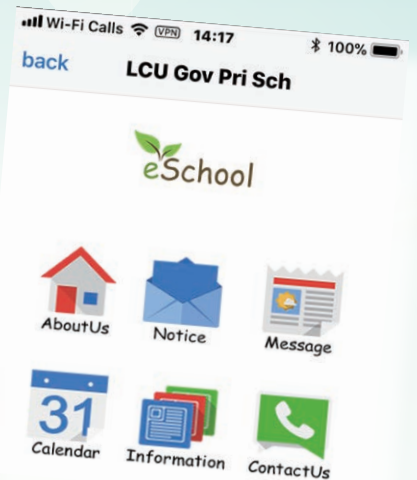 Wi-Fi Calls VPN 14:17 100%
back LCU Gov Pri Sch
eSchool
AboutUs Notice Message
31
Calendar Information ContactUs